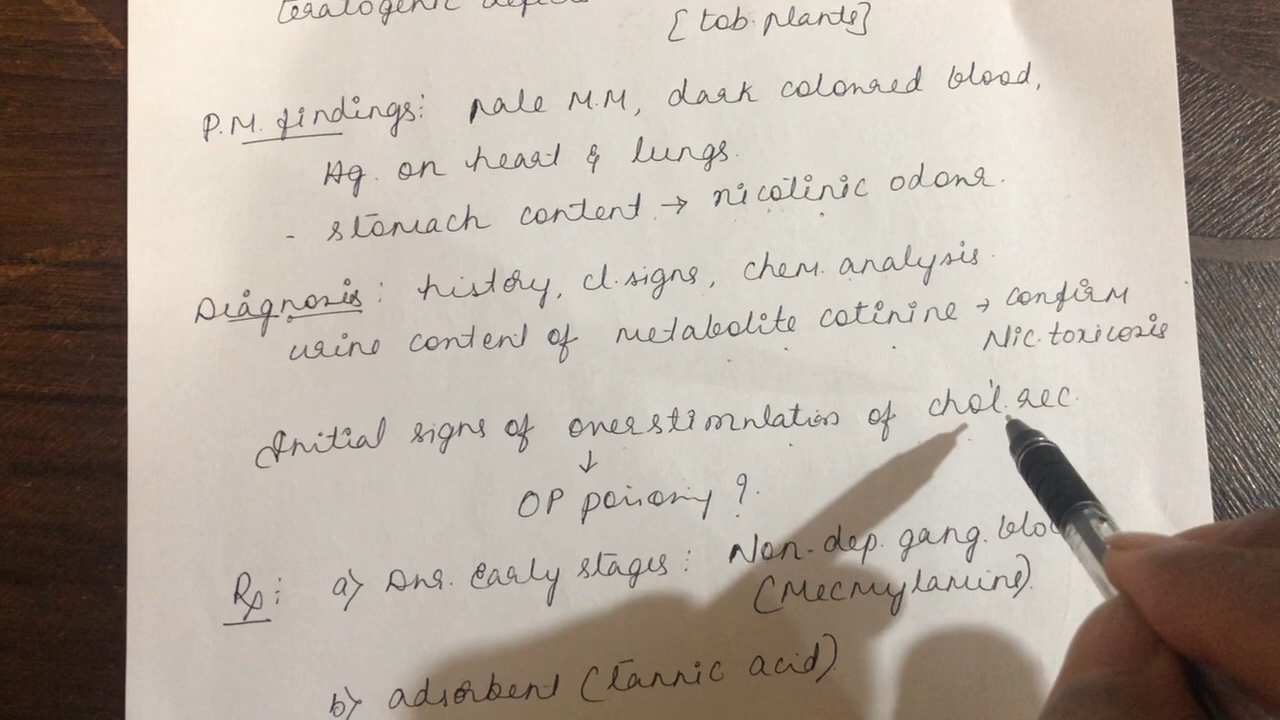 teratogenic
[tob. plants]
P.M. findings: pale M.M, dark coloured blood,
Hg. on heart & lungs.
- stomach content → nicotinic odour.
Diagnosis: history, cl. signs, chem. analysis.
urine content of metabolite cotinine → confirm
Nic. toxicosis
Initial signs of overstimulation of chol. rec.
↓
OP poisoning ?
Rx: a) Dur. Early stages: Non-dep. gang.
(Mecmylamine).
b) adsorbent (Tannic acid)